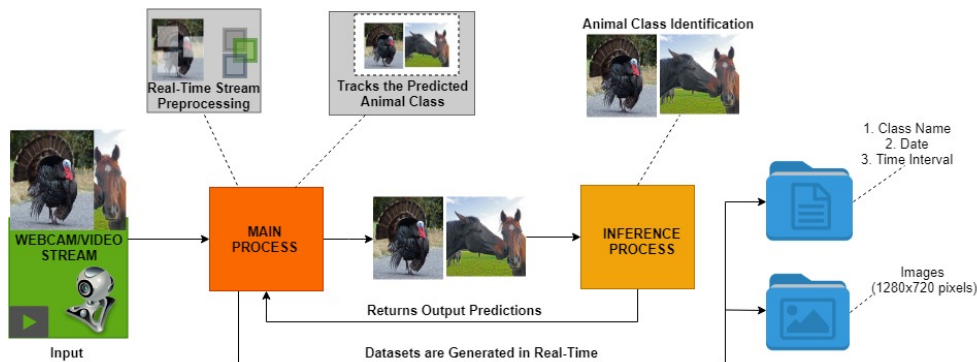 Real-Time Stream
Preprocessing
Tracks the Predicted
Animal Class
Animal Class Identification
1. Class Name
2. Date
3. Time Interval
WEBCAM/VIDEO
STREAM
MAIN
PROCESS
INFERENCE
PROCESS
Images
(1280x720 pixels)
Returns Output Predictions
Input
Datasets are Generated in Real-Time